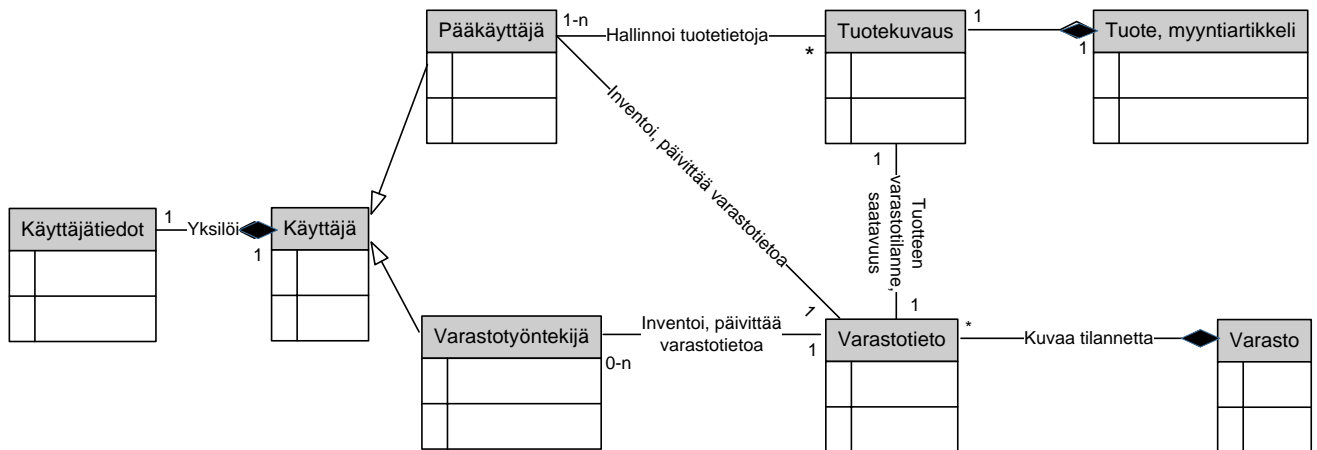 Pääkäyttäjä
1-n
Hallinnoi tuotetietoja
*
Tuotekuvaus
1
1
Tuote, myyntiartikkeli
Inventoi, päivittää varastotietoa
1
1
Tuotteen
varastotilanne,
saatavuus
1
Käyttäjätiedot
1
Yksilöi
1
Käyttäjä
Varastotyöntekijä
0-n
Inventoi, päivittää
varastotietoa
1
Varastotieto
*
Kuvaa tilannetta
Varasto